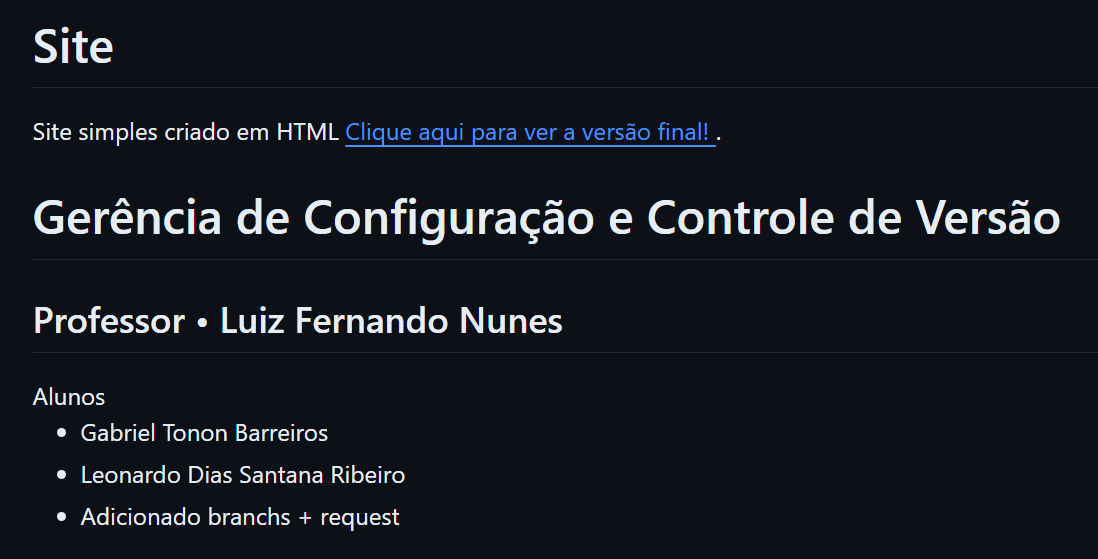 Site
Site simples criado em HTML Clique aqui para ver a versão final! .
Gerência de Configuração e Controle de Versão
Professor • Luiz Fernando Nunes
Alunos
• Gabriel Tonon Barreiros
• Leonardo Dias Santana Ribeiro
• Adicionado branchs + request